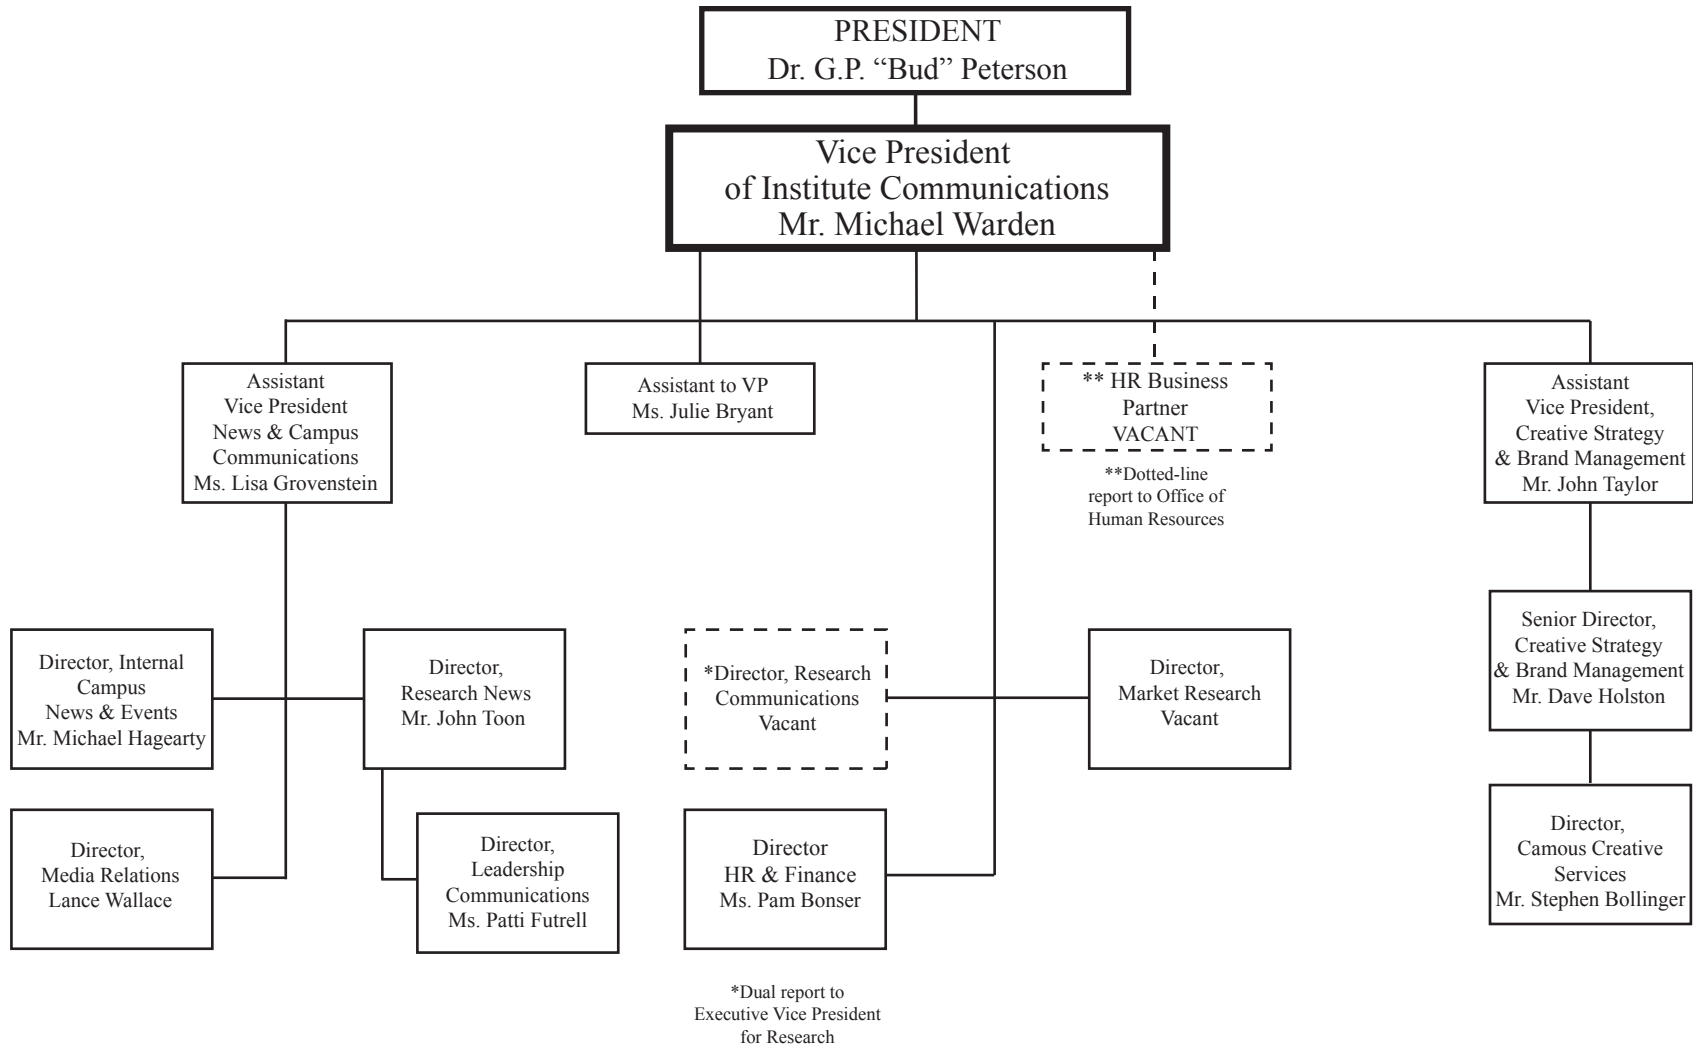 PRESIDENT
Dr. G.P. “Bud” Peterson
Vice President
of Institute Communications
Mr. Michael Warden
Assistant
Vice President
News & Campus
Communications
Ms. Lisa Grovenstein
Assistant to VP
Ms. Julie Bryant
** HR Business
Partner
VACANT
**Dotted-line
report to Office of
Human Resources
Assistant
Vice President,
Creative Strategy
& Brand Management
Mr. John Taylor
Director, Internal
Campus
News & Events
Mr. Michael Hagearty
Director,
Research News
Mr. John Toon
*Director, Research
Communications
Vacant
Director,
Market Research
Vacant
Senior Director,
Creative Strategy
& Brand Management
Mr. Dave Holston
Director,
Media Relations
Lance Wallace
Director,
Leadership
Communications
Ms. Patti Futrell
Director
HR & Finance
Ms. Pam Bonser
Director,
Camous Creative
Services
Mr. Stephen Bollinger
*Dual report to
Executive Vice President
for Research